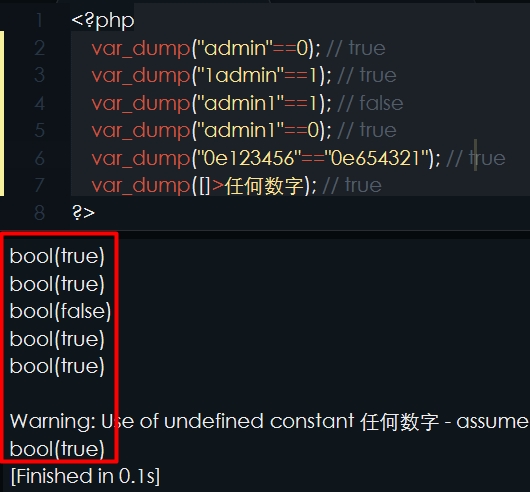 1 <?php
2 var_dump("admin"==0); // true
3 var_dump("1admin"==1); // true
4 var_dump("admin1"==1); // false
5 var_dump("admin1"==0); // true
6 var_dump("0e123456"=="0e654321"); // true
7 var_dump([]>任何数字); // true
8 ?>
bool(true)
bool(true)
bool(false)
bool(true)
bool(true)
Warning: Use of undefined constant 任何数字 - assume
bool(true)
[Finished in 0.1s]